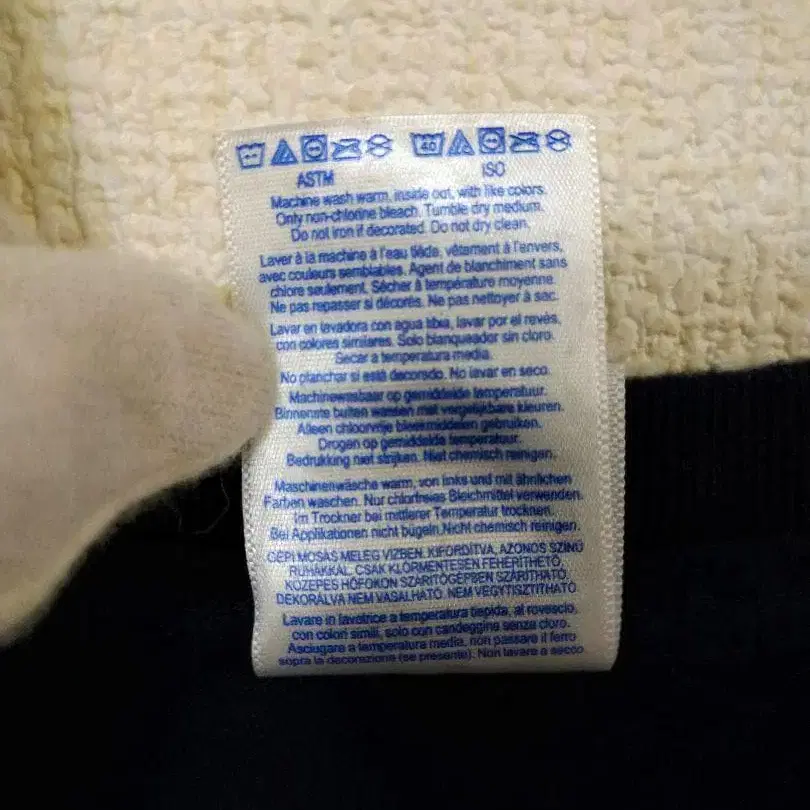 40
ASTM ISO
Machine wash warm, inside out, with like colors.
Only non-chlorine bleach. Tumble dry medium.
Do not iron if decorated. Do not dry clean.
Laver à la machine à l'eau tiède, vêtement à l'envers,
avec couleurs semblables. Agent de blanchiment sans
chlore seulement. Sécher à température moyenne.
Ne pas repasser si décorés. Ne pas nettoyer à sac.
Lavar en lavadora con agua tibia, lavar por el revés,
con colores similares. Solo blanqueador sin cloro.
Secar a temperatura media.
No planchar si está decorado. No lavar en seco.
Machinewasbaar op gemiddelde temperatuur.
Binnenste buiten wassen met vergelijkbare kleuren.
Alleen chloorvrije bleekmiddelen gebruiken.
Drogen op gemiddelde temperatuur.
Bedrukking niet strijken. Niet chemisch reinigen.
Maschinenwäsche warm, von links und mit ähnlichen
Farben waschen. Nur chlorfreies Bleichmittel verwenden.
Im Trockner bei mittlerer Temperatur trocknen.
Bei Applikationen nicht bügeln. Nicht chemisch reinigen.
GÉPI MOSÁS MELEG VÍZBEN, KIFORDÍTVA, AZONOS SZÍNŰ
RUHÁKKAL, CSAK KLÓRMENTESEN FEHÉRÍTHETŐ,
KÖZEPES HŐFOKON SZÁRÍTÓGÉPBEN SZÁRÍTHATÓ,
DEKORÁLVA NEM VASALHATÓ. NEM VEGYTISZTÍTHATÓ
Lavare in lavatrice a temperatura tiepida, al rovescio,
con colori simili, solo con candeggina senza cloro.
Asciugare a temperatura media, non passare il ferro
sopra la decorazione (se presente). Non lavare a secco